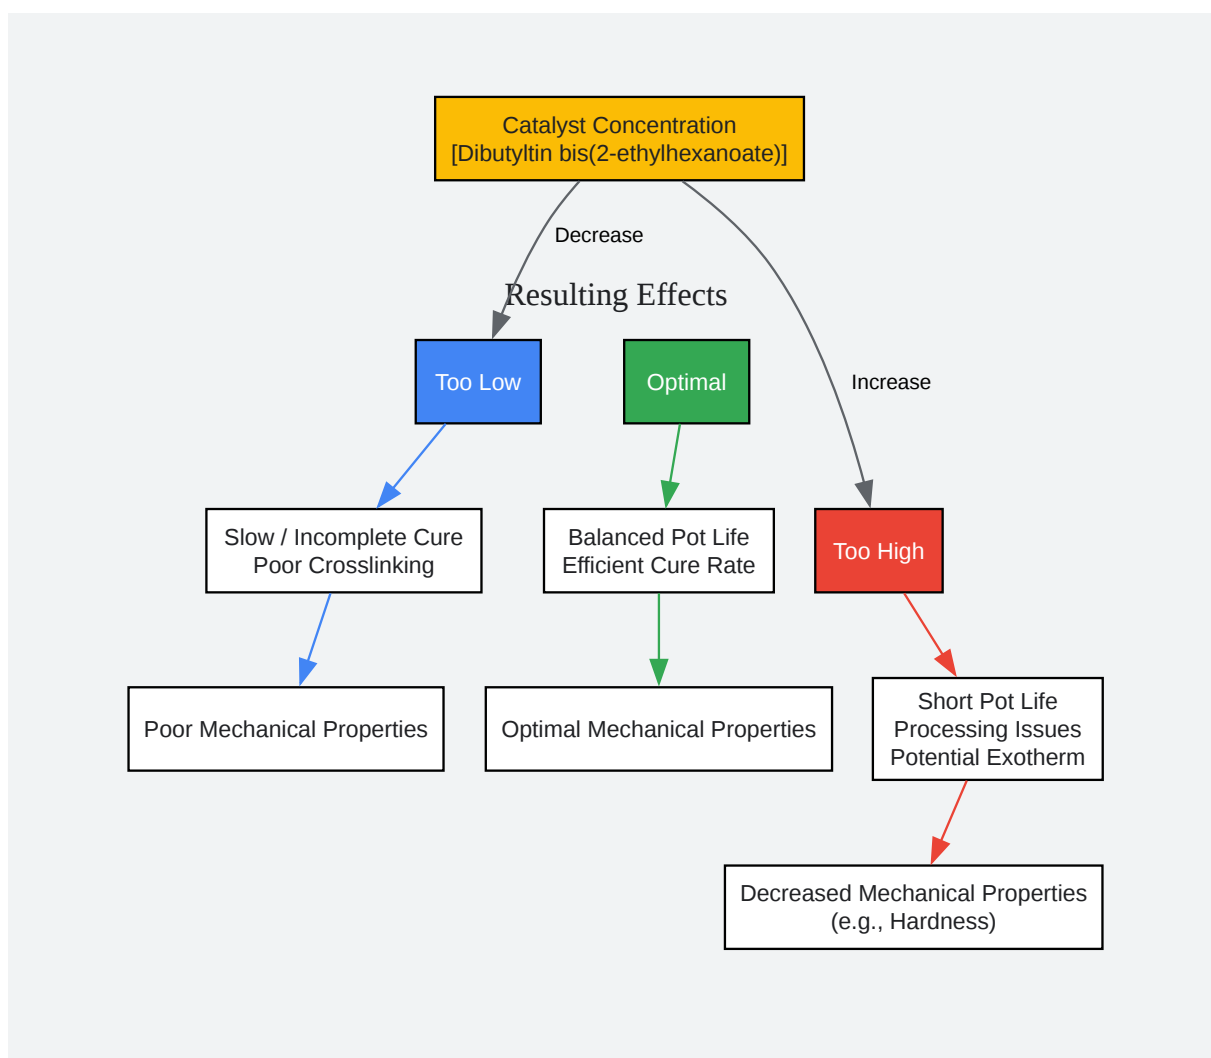 Catalyst Concentration
[Dibutyltin bis(2-ethylhexanoate)]
Decrease
Resulting Effects
Too Low
Optimal
Increase
Slow / Incomplete Cure
Poor Crosslinking
Balanced Pot Life
Efficient Cure Rate
Too High
Poor Mechanical Properties
Optimal Mechanical Properties
Short Pot Life
Processing Issues
Potential Exotherm
Decreased Mechanical Properties
(e.g., Hardness)